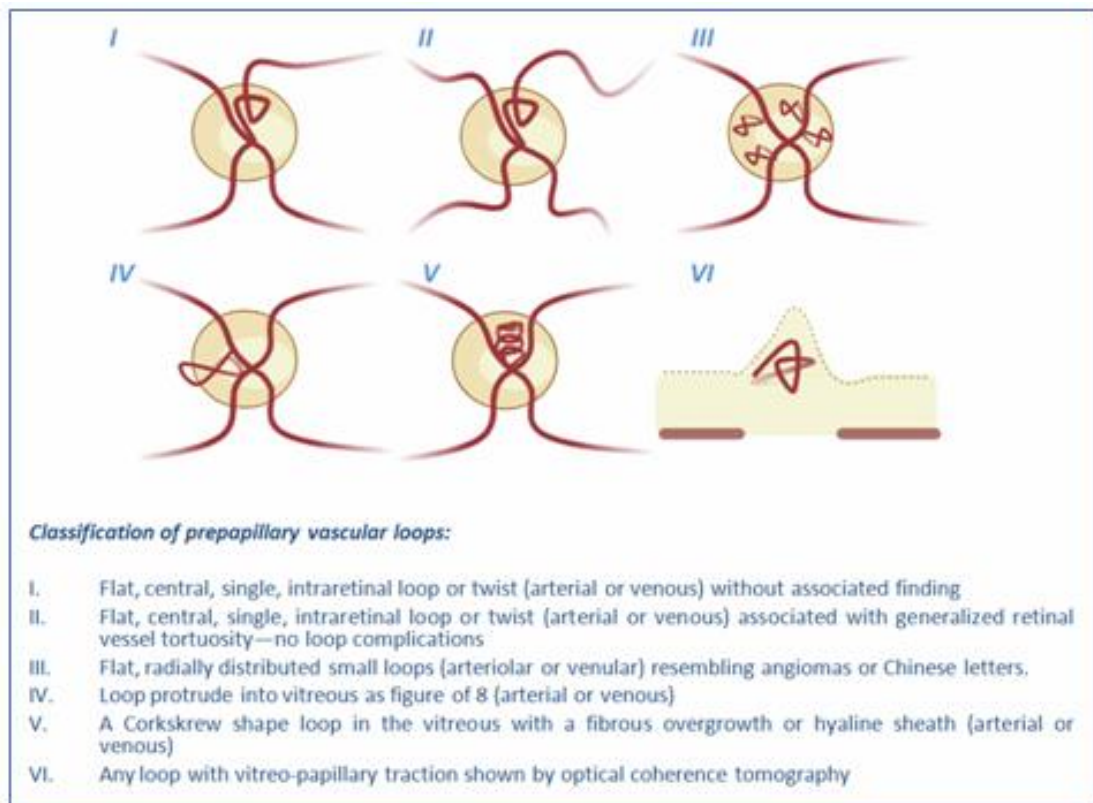 I
II
III
IV
V
VI
Classification of prepapillary vascular loops:
I. Flat, central, single, intraretinal loop or twist (arterial or venous) without associated finding
II. Flat, central, single, intraretinal loop or twist (arterial or venous) associated with generalized retinal
vessel tortuosity—no loop complications
III. Flat, radially distributed small loops (arteriolar or venular) resembling angiomas or Chinese letters.
IV. Loop protrude into vitreous as figure of 8 (arterial or venous)
V. A Corkskrew shape loop in the vitreous with a fibrous overgrowth or hyaline sheath (arterial or
venous)
VI. Any loop with vitreo-papillary traction shown by optical coherence tomography